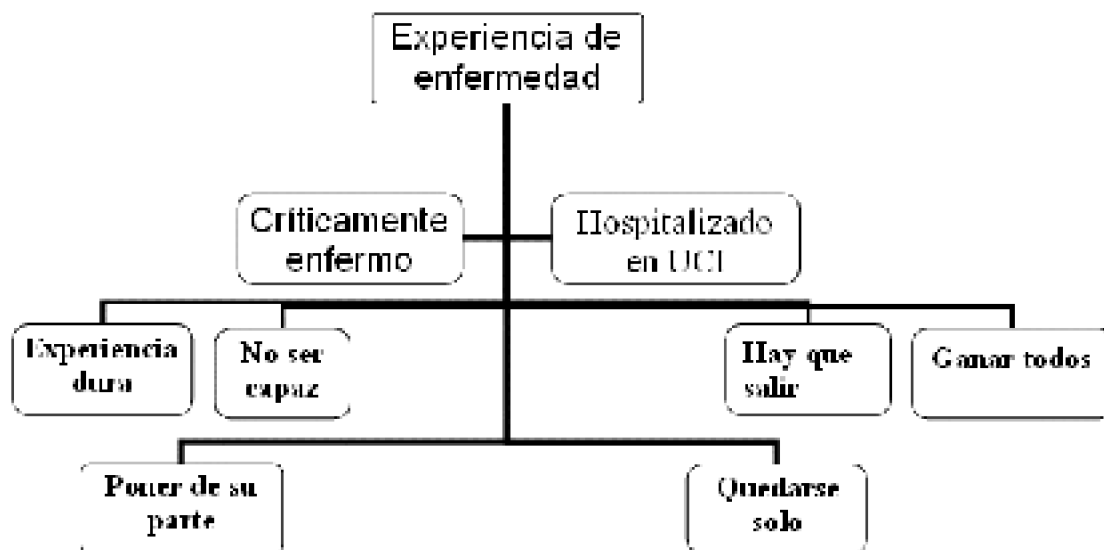 Experiencia de
enfermedad
Críticamente
enfermo
Hospitalizado
en UCI
Experiencia
dura
No ser
capaz
Hay que
salir
Ganar todos
Poner de su
parte
Quedarse
solo